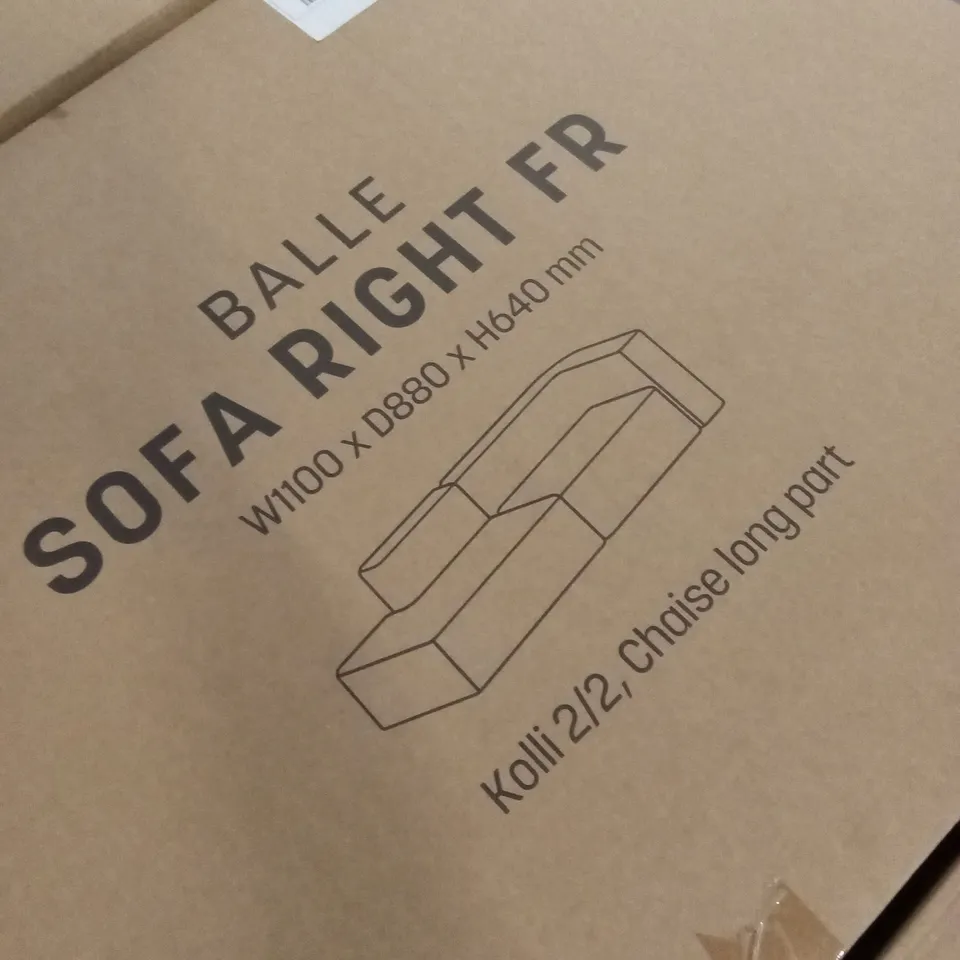 BALLE
SOFA RIGHT FR
W1100 x D880 x H640 mm
Kolli 2/2, Chaise long part